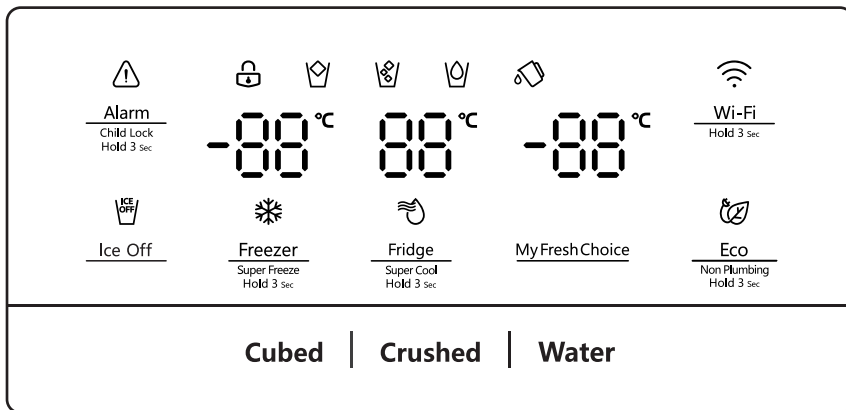 Alarm
Child Lock
Hold 3 Sec
-88°C
88°C
-88°C
Wi-Fi
Hold 3 Sec
ICE
OFF
Ice Off
Freezer
Super Freeze
Hold 3 Sec
Fridge
Super Cool
Hold 3 Sec
My Fresh Choice
Eco
Non Plumbing
Hold 3 Sec
Cubed | Crushed | Water